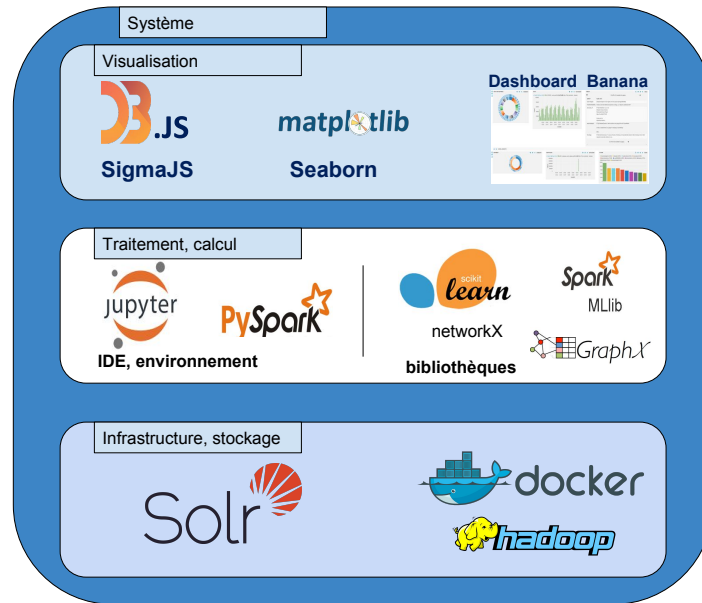 Système
Visualisation
D3.JS
matplotlib
Dashboard Banana
SigmaJS
Seaborn
Traitement, calcul
jupyter
PySpark
scikit
learn
networkX
Spark
MLlib
GraphX
IDE, environnement
bibliothèques
Infrastructure, stockage
Solr
docker
hadoop